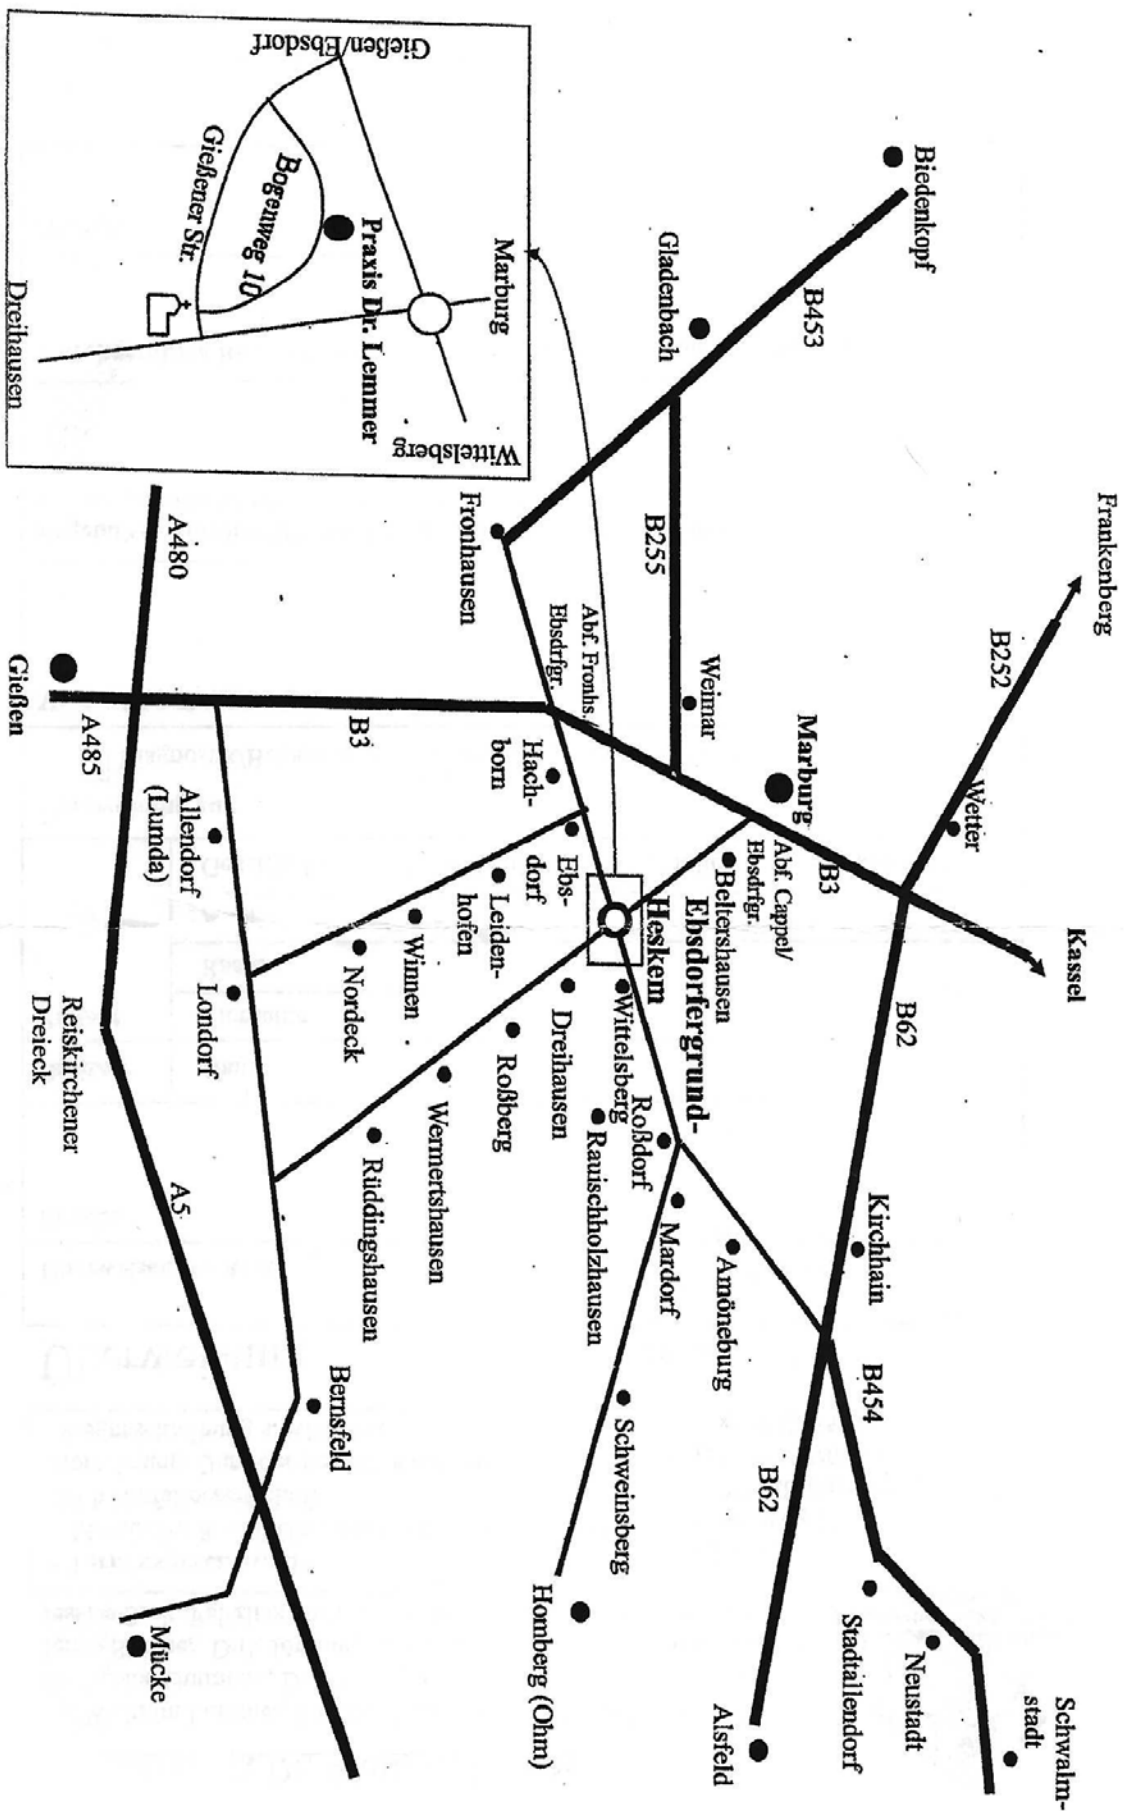 Frankenberg
Kassel
Schwalm-
stadt
Biedenkopf
B252
Wetter
B453
B62
Kirchhain
B454
Neustadt
Stadtallendorf
Marburg
B3
Abf. Cappel/
Ebsdrfgr.
Beltershausen
Gladenbach
Weimar
B255
Ebsdorfergrund-
Heskem
Wittelsberg
Roßdorf
Mardorf
Amöneburg
B62
Alsfeld
Abf. Fronhs./
Ebsdrfgr.
Dreihausen
Rauischholzhausen
Schweinsberg
Homberg (Ohm)
Fronhausen
Hach-
born
Ebs-
dorf
Leiden-
hofen
Roßberg
Winnen
Wermertshausen
Nordeck
Rüddingshausen
B3
Bernsfeld
Allendorf
(Lumda)
Londorf
A480
A5
Mücke
Gießen
A485
Reiskirchener
Dreieck
Marburg
Wittelsberg
Gießen/Ebsdorf
Praxis Dr. Lemmer
Bogenweg 10
Gießener Str.
Dreihausen